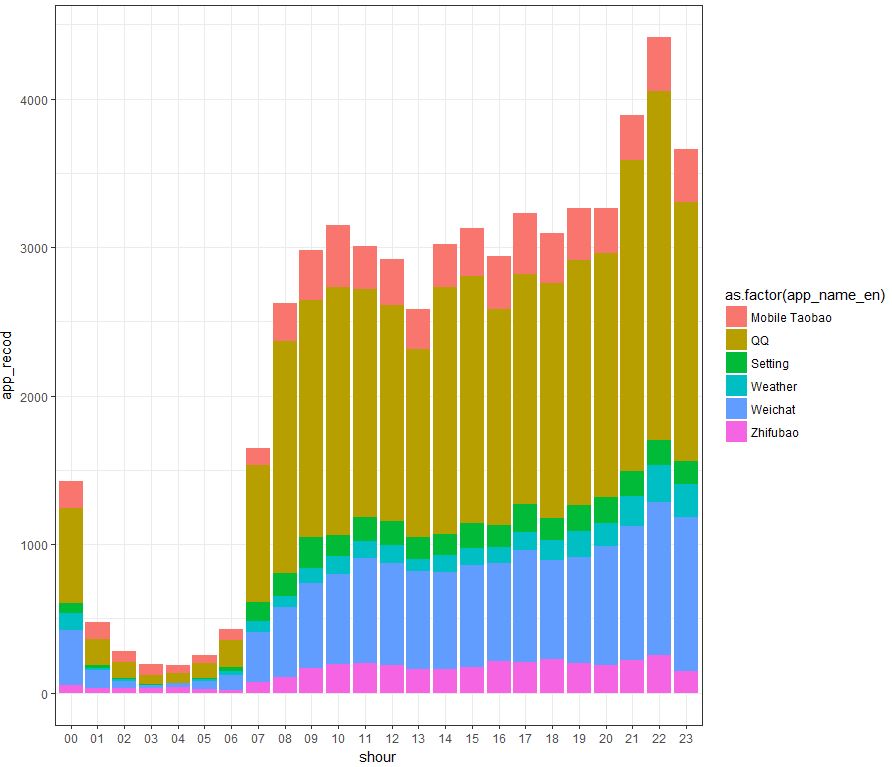 app_recod
4000
3000
2000
1000
0
00 01 02 03 04 05 06 07 08 09 10 11 12 13 14 15 16 17 18 19 20 21 22 23
shour
as.factor(app_name_en)
Mobile Taobao
QQ
Setting
Weather
Weichat
Zhifubao